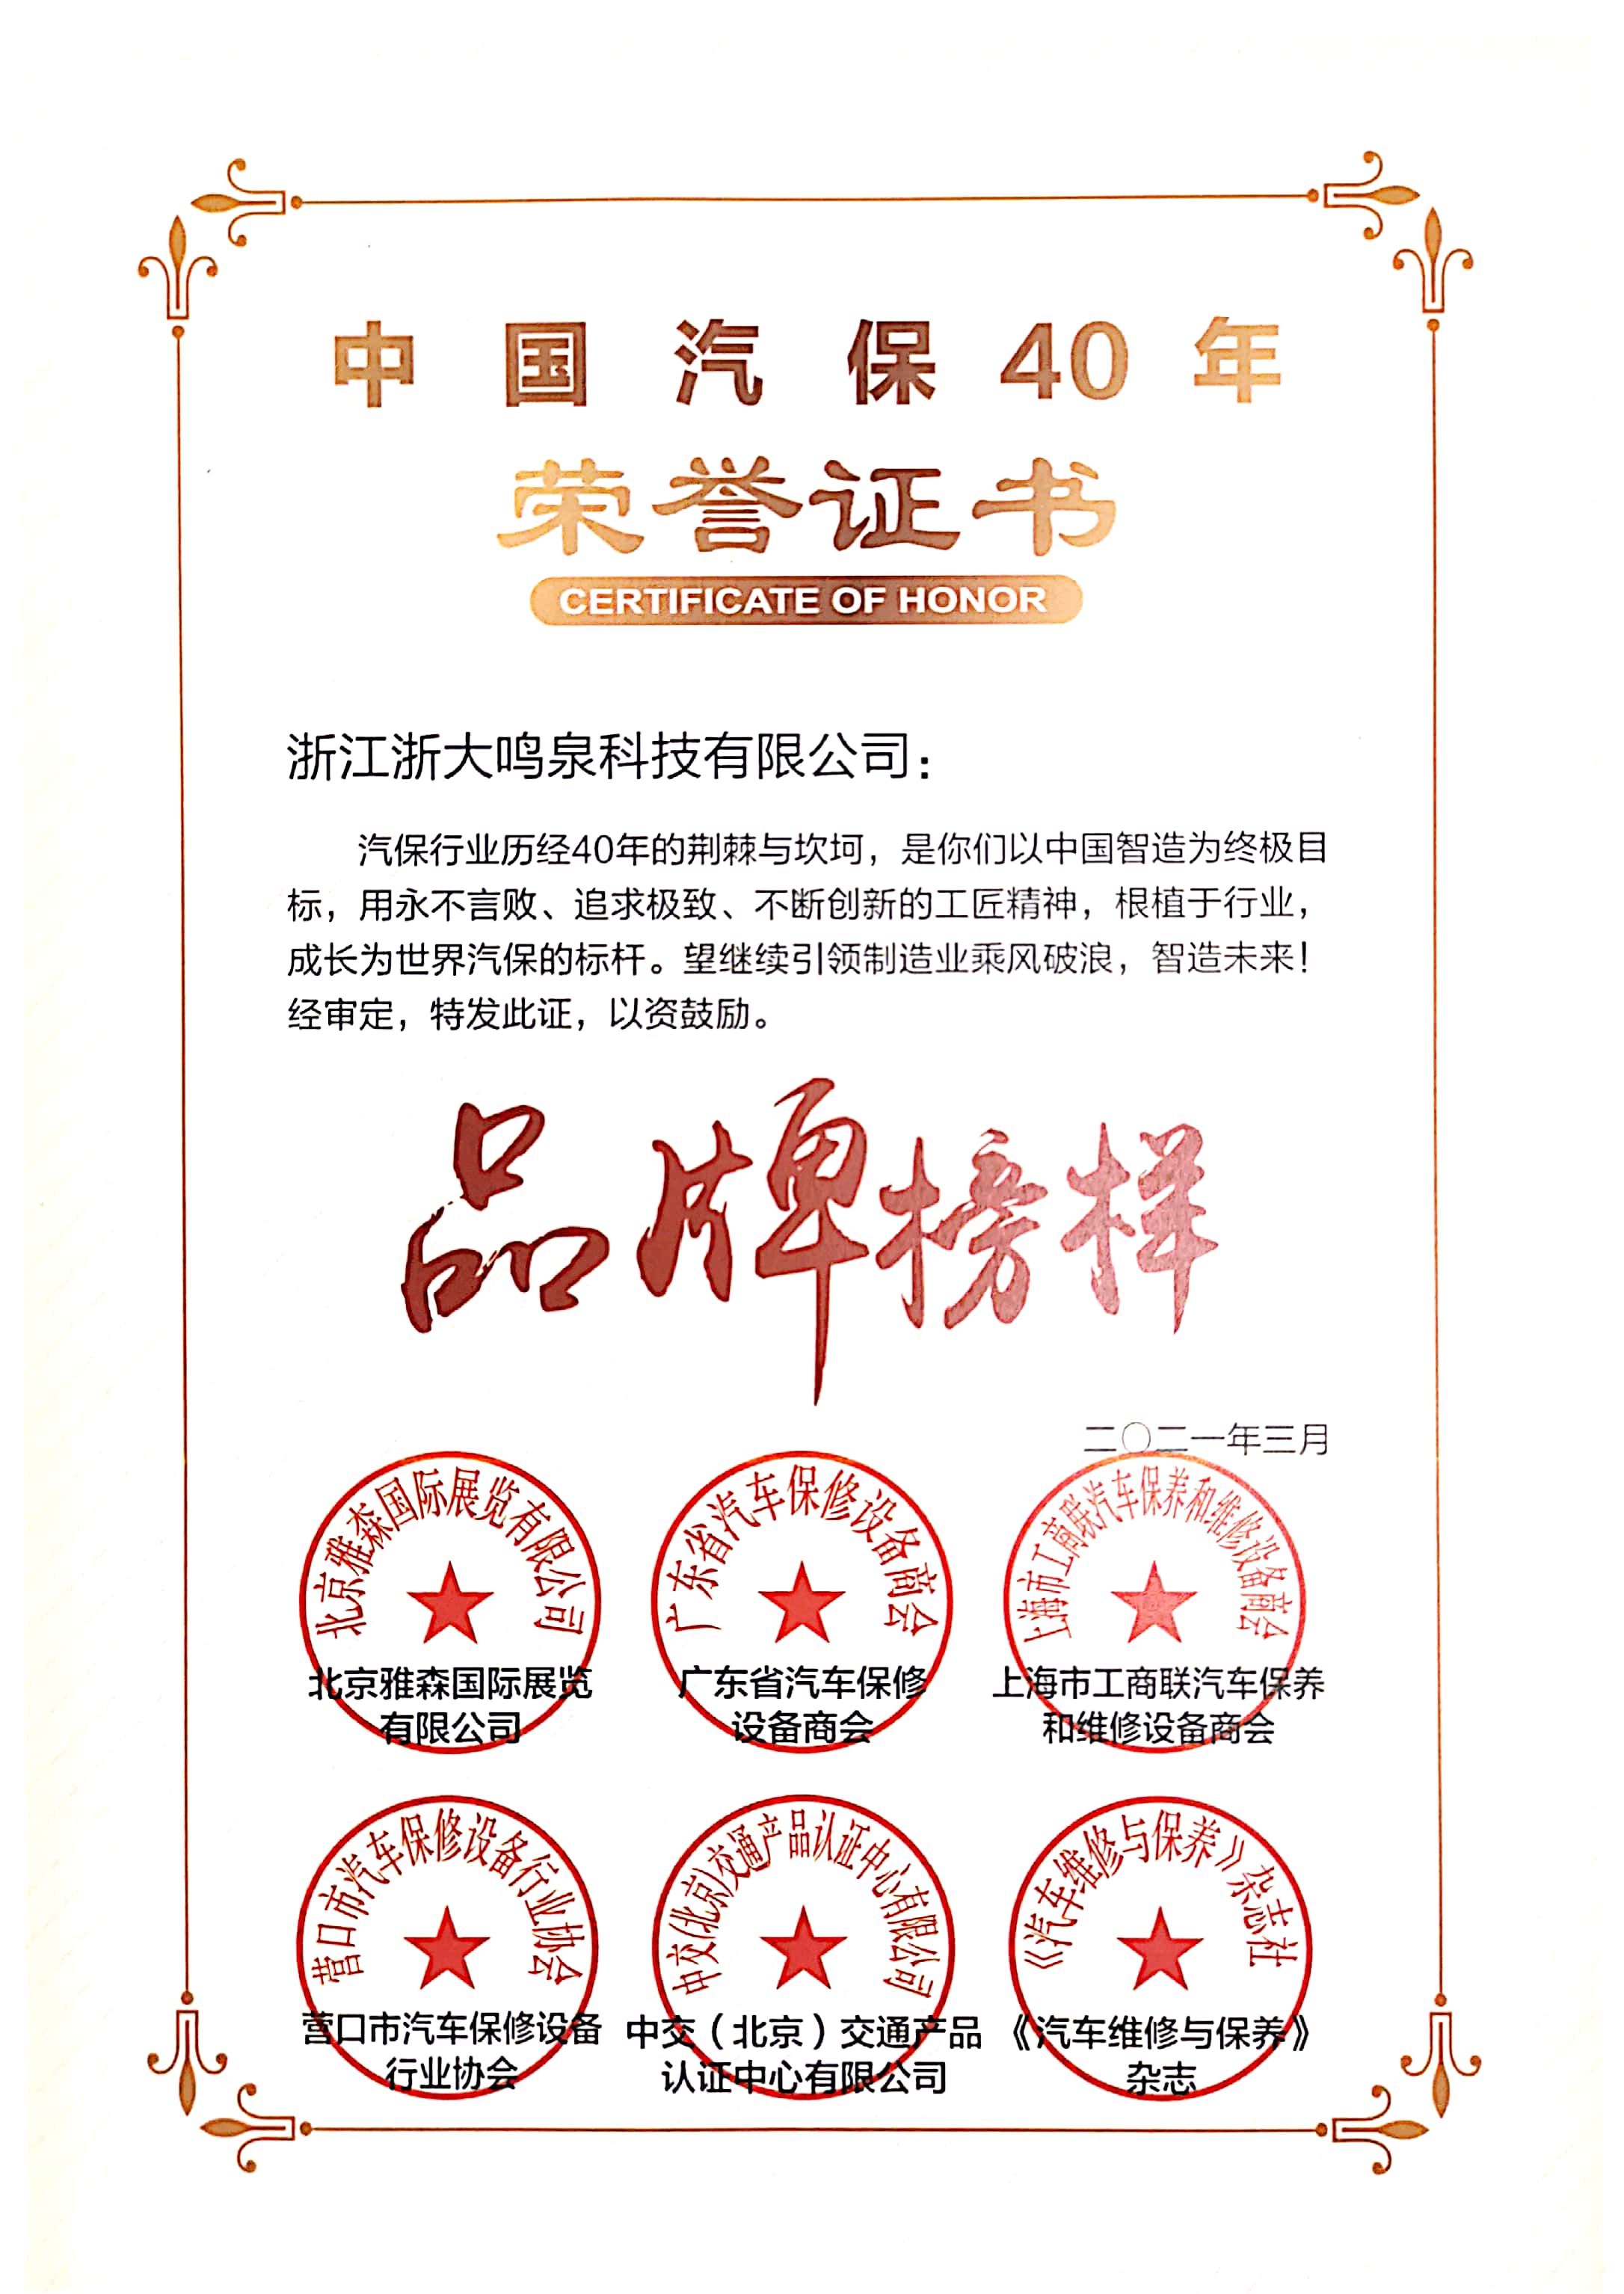 中国汽保40年
荣誉证书
CERTIFICATE OF HONOR
浙江浙大鸣泉科技有限公司：
汽保行业历经40年的荆棘与坎坷，是你们以中国智造为终极目
标，用永不言败、追求极致、不断创新的工匠精神，根植于行业，
成长为世界汽保的标杆。望继续引领制造业乘风破浪，智造未来！
经审定，特发此证，以资鼓励。
品牌榜样
二〇二一年三月
北京雅森国际展览有限公司
北京雅森国际展览
有限公司
广东省汽车保修设备商会
广东省汽车保修
设备商会
上海市工商联汽车保养和维修设备商会
上海市工商联汽车保养
和维修设备商会
营口市汽车保修设备行业协会
营口市汽车保修设备
行业协会
中交(北京)交通产品认证中心有限公司
中交（北京）交通产品
认证中心有限公司
《汽车维修与保养》杂志社
《汽车维修与保养》
杂志